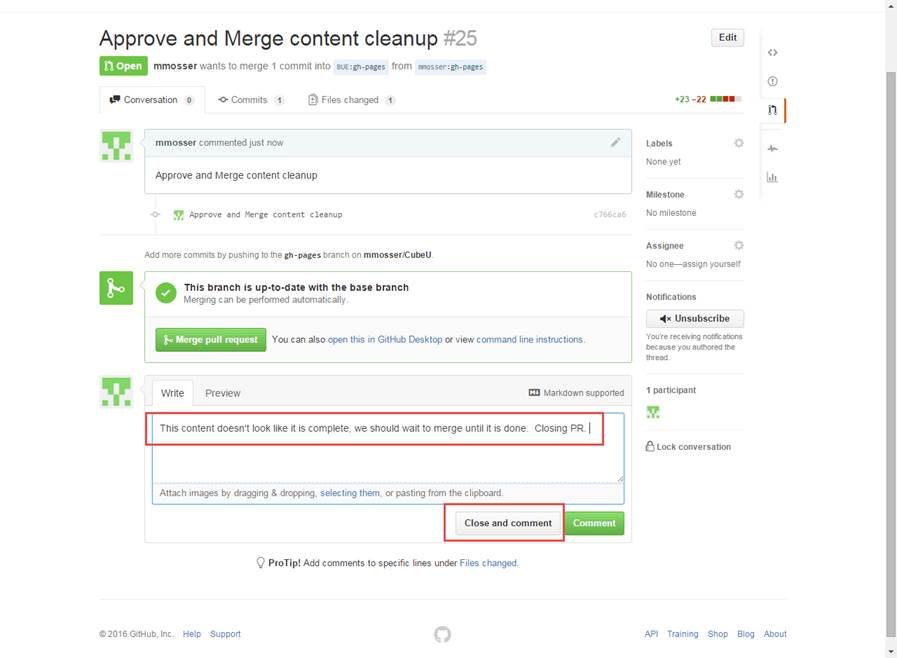 Approve and Merge content cleanup #25
Edit
Open mmosser wants to merge 1 commit into BUE:gh-pages from mmosser:gh-pages
Conversation 0
Commits 1
Files changed 1
+23 −22
mmosser commented just now
Approve and Merge content cleanup
Approve and Merge content cleanup c766ca6
Add more commits by pushing to the gh-pages branch on mmosser/CubeU.
This branch is up-to-date with the base branch
Merging can be performed automatically.
Merge pull request You can also open this in GitHub Desktop or view command line instructions.
Write
Preview
Markdown supported
This content doesn't look like it is complete, we should wait to merge until it is done.  Closing PR.
Attach images by dragging & dropping, selecting them, or pasting from the clipboard.
Close and comment
Comment
ProTip! Add comments to specific lines under Files changed.
Labels
None yet
Milestone
No milestone
Assignee
No one—assign yourself
Notifications
Unsubscribe
You're receiving notifications
because you authored the
thread.
1 participant
Lock conversation
© 2016 GitHub, Inc. Help Support
API Training Shop Blog About